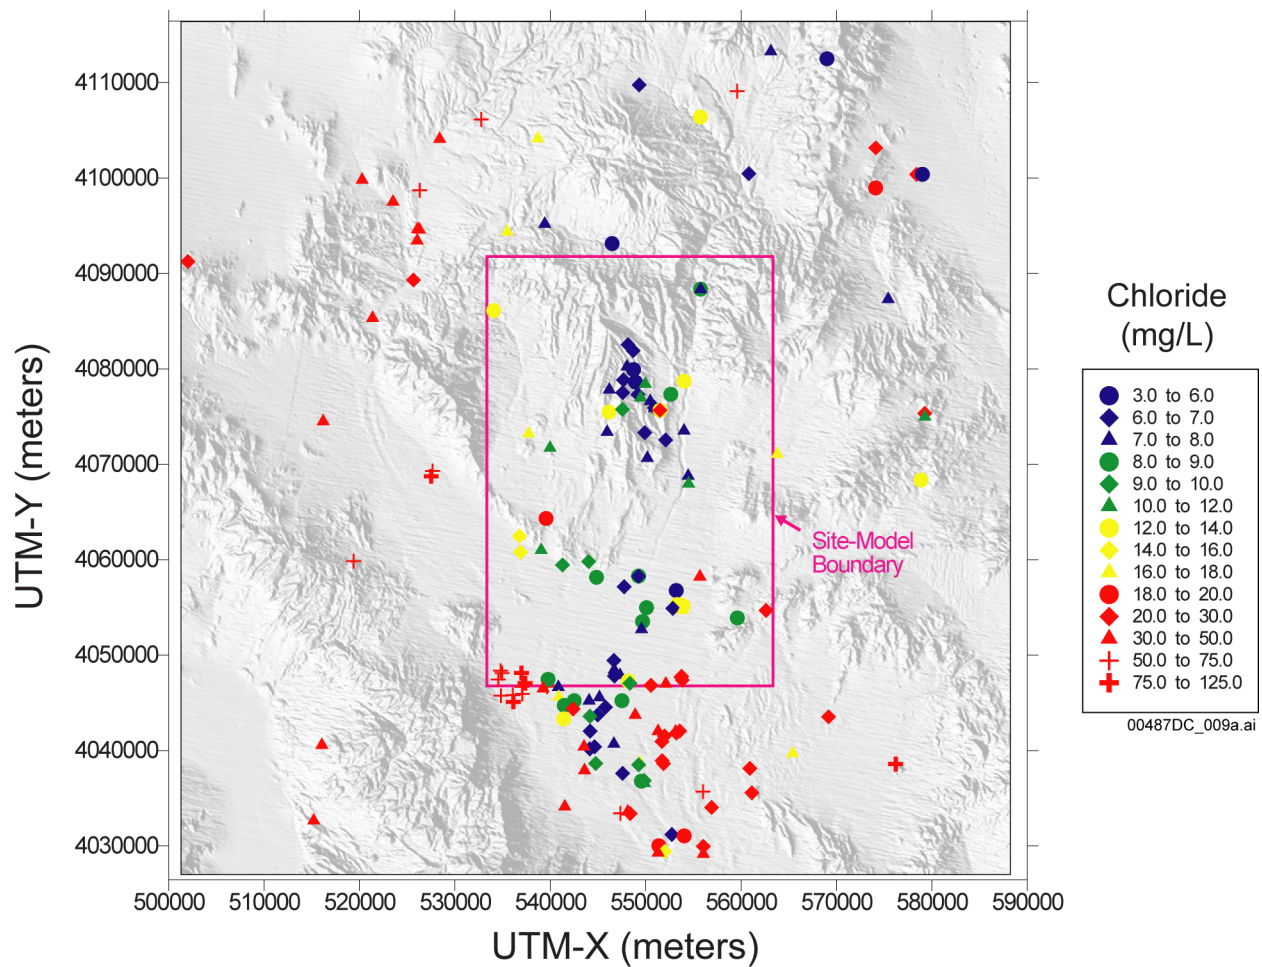 4110000
4100000
4090000
4080000
4070000
4060000
4050000
4040000
4030000
UTM-Y (meters)
500000 510000 520000 530000 540000 550000 560000 570000 580000 590000
UTM-X (meters)
Site-Model
Boundary
Chloride
(mg/L)
3.0 to 6.0
6.0 to 7.0
7.0 to 8.0
8.0 to 9.0
9.0 to 10.0
10.0 to 12.0
12.0 to 14.0
14.0 to 16.0
16.0 to 18.0
18.0 to 20.0
20.0 to 30.0
30.0 to 50.0
50.0 to 75.0
75.0 to 125.0
00487DC_009a.ai